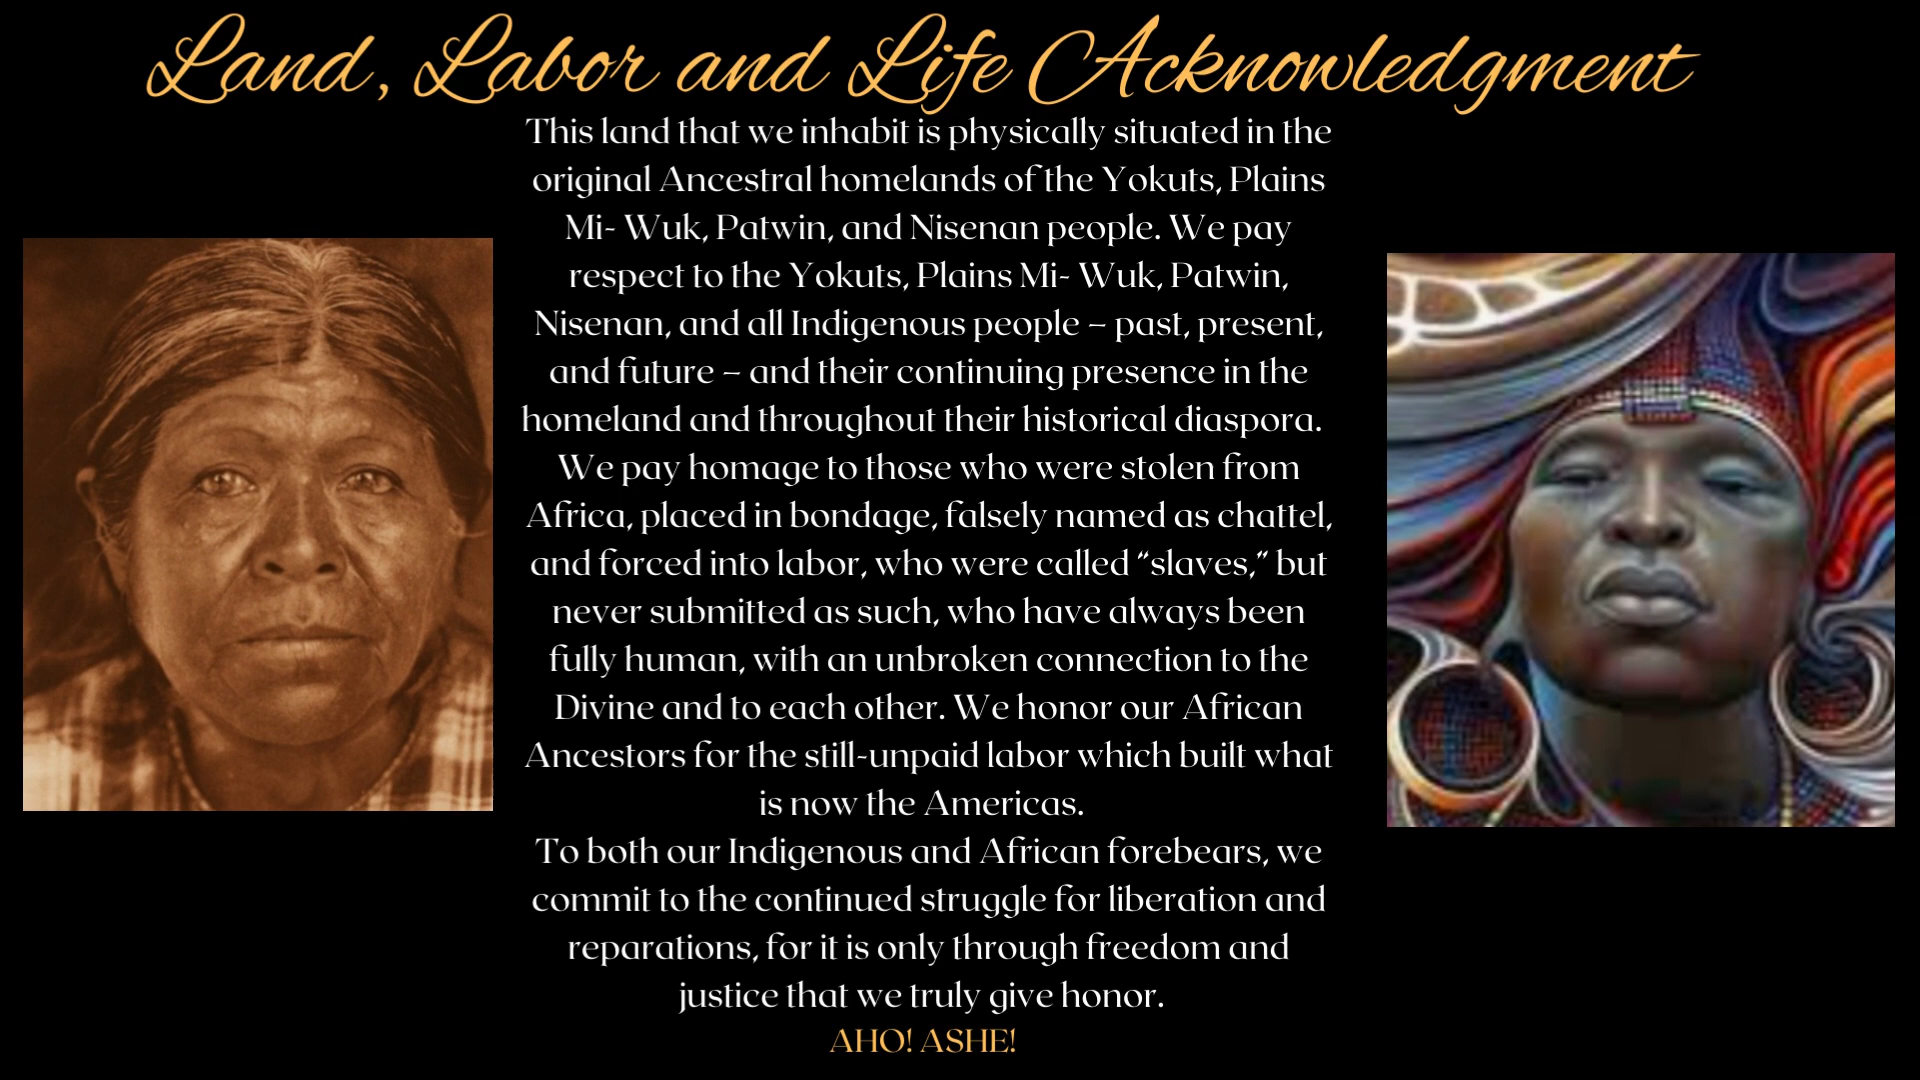 Land, Labor and Life Acknowledgment
This land that we inhabit is physically situated in the
original Ancestral homelands of the Yokuts, Plains
Mi- Wuk, Patwin, and Nisenan people. We pay
respect to the Yokuts, Plains Mi- Wuk, Patwin,
Nisenan, and all Indigenous people – past, present,
and future – and their continuing presence in the
homeland and throughout their historical diaspora.
We pay homage to those who were stolen from
Africa, placed in bondage, falsely named as chattel,
and forced into labor, who were called “slaves,” but
never submitted as such, who have always been
fully human, with an unbroken connection to the
Divine and to each other. We honor our African
Ancestors for the still-unpaid labor which built what
is now the Americas.
To both our Indigenous and African forebears, we
commit to the continued struggle for liberation and
reparations, for it is only through freedom and
justice that we truly give honor.
AHO! ASHE!